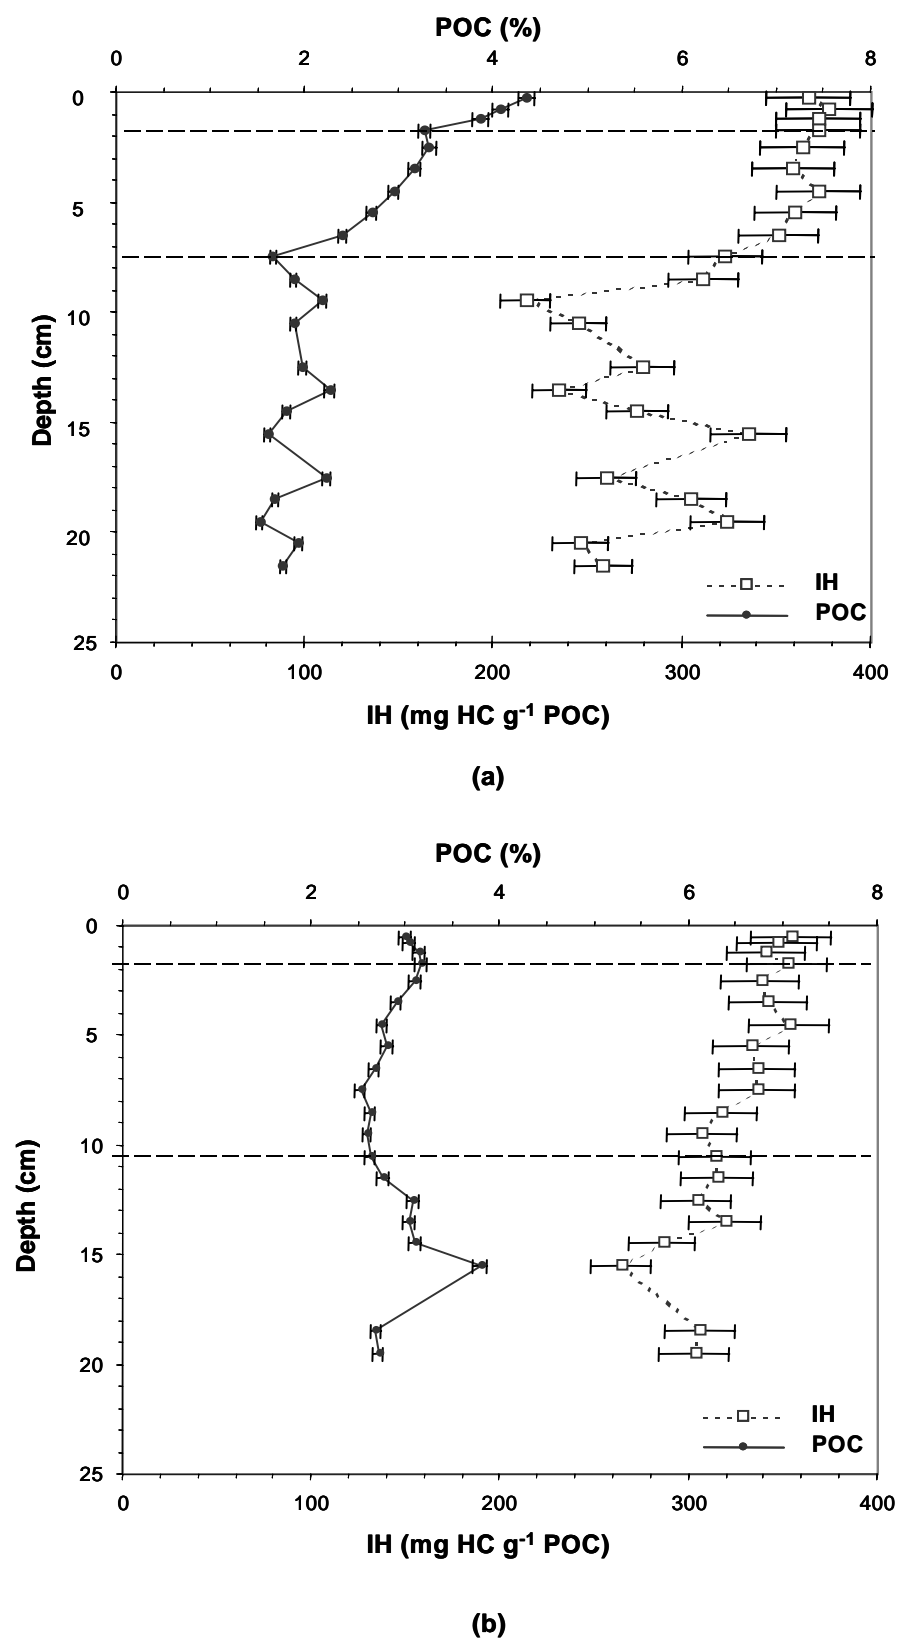 POC (%)
0 2 4 6 8
0
5
10
15
20
25
Depth (cm)
IH
POC
0 100 200 300 400
IH (mg HC g⁻¹ POC)
(a)
POC (%)
0 2 4 6 8
0
5
10
15
20
25
Depth (cm)
IH
POC
0 100 200 300 400
IH (mg HC g⁻¹ POC)
(b)